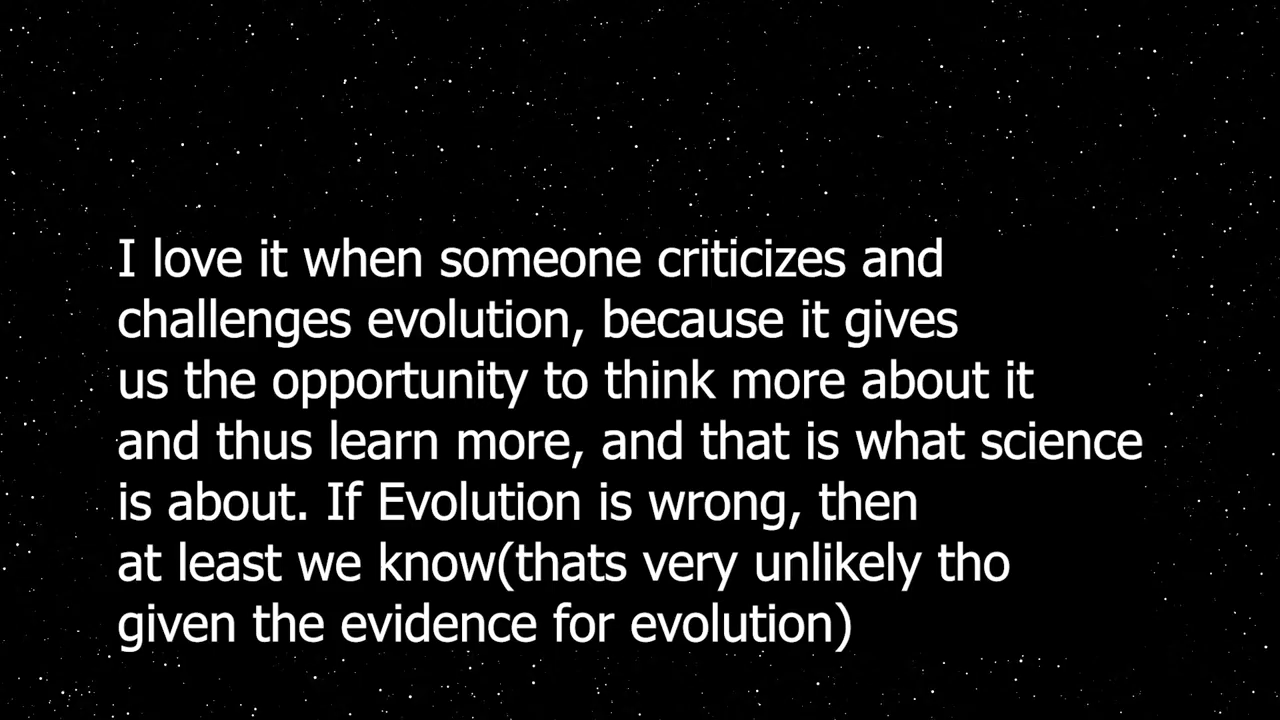 I love it when someone criticizes and
challenges evolution, because it gives
us the opportunity to think more about it
and thus learn more, and that is what science
is about. If Evolution is wrong, then
at least we know(thats very unlikely tho
given the evidence for evolution)